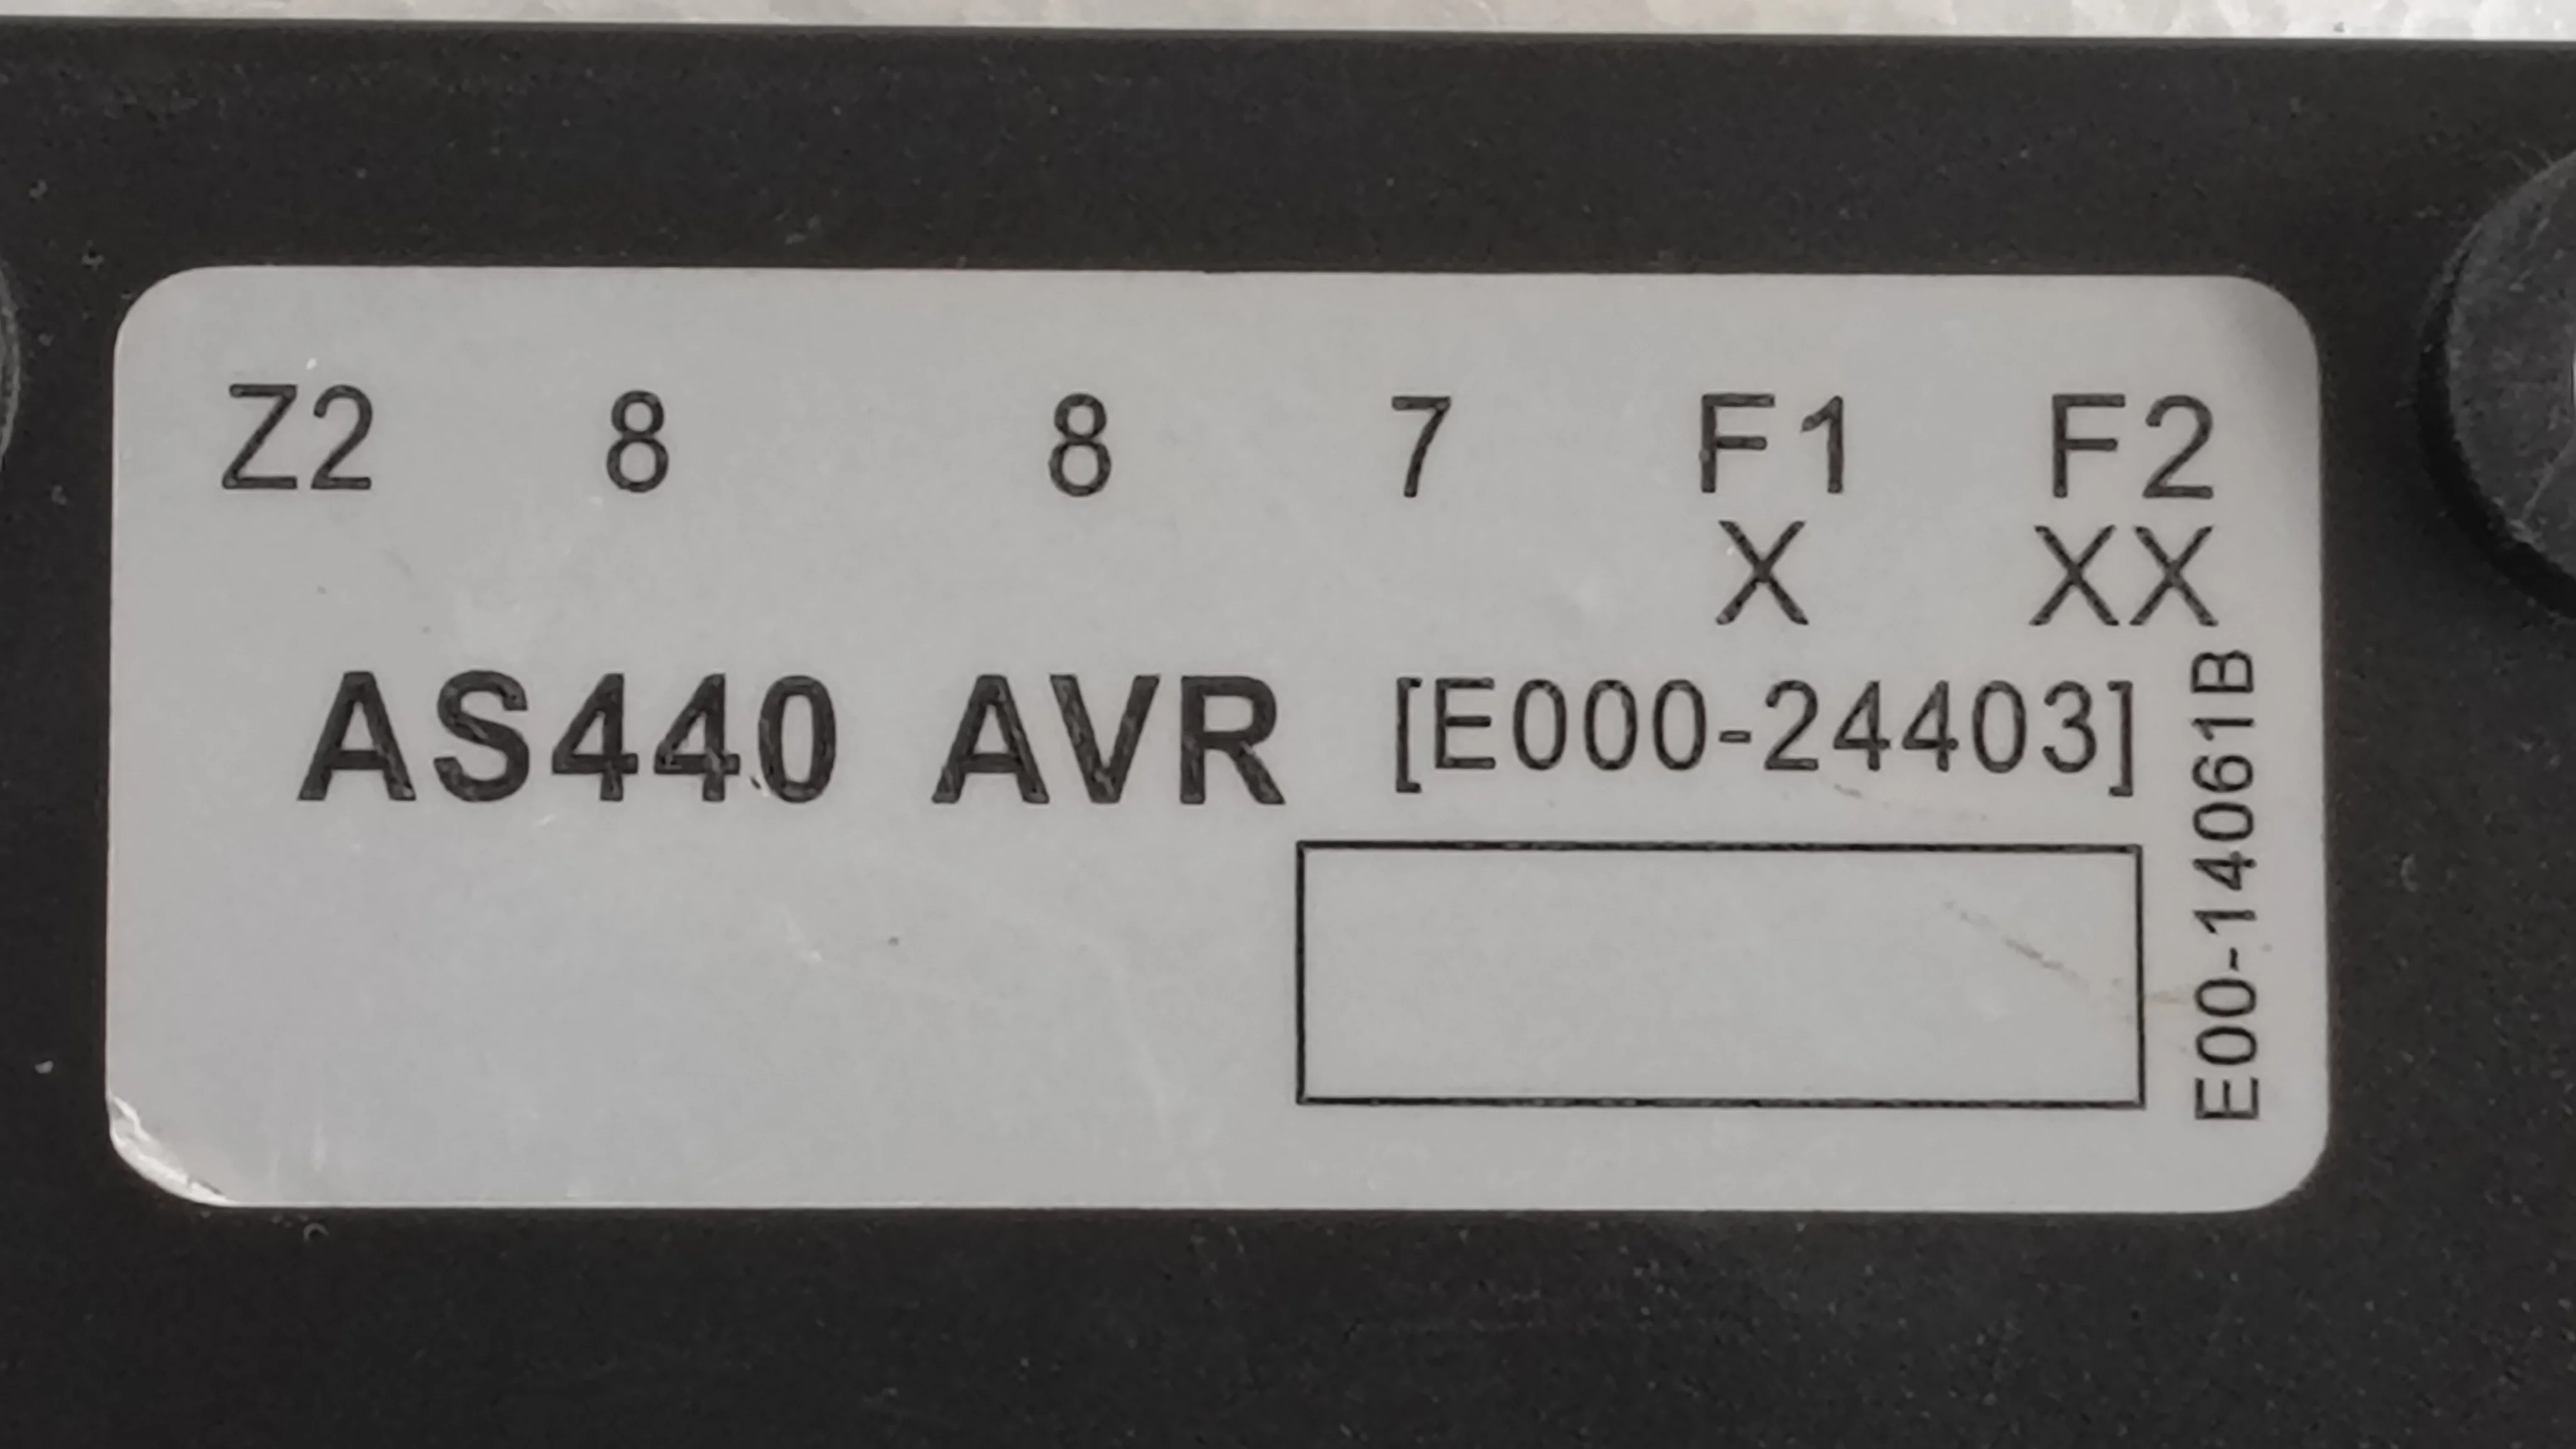 Z2 8 8 7 F1 F2
X XX
AS440 AVR [E000-24403]
E00-14061B